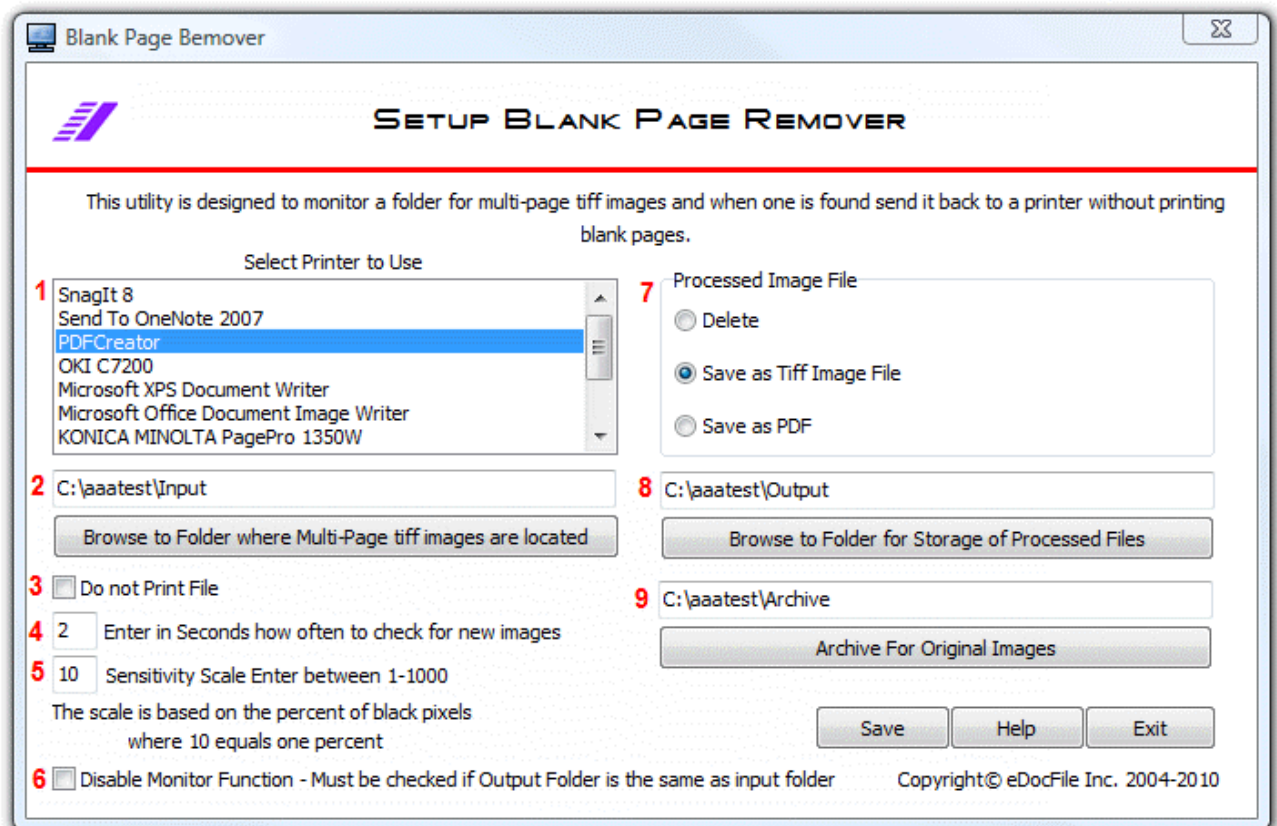 Blank Page Bemover
SETUP BLANK PAGE REMOVER
This utility is designed to monitor a folder for multi-page tiff images and when one is found send it back to a printer without printing
blank pages.
Select Printer to Use
1
SnagIt 8
Send To OneNote 2007
PDFCreator
OKI C7200
Microsoft XPS Document Writer
Microsoft Office Document Image Writer
KONICA MINOLTA PagePro 1350W
2 C:\aaatest\Input
Browse to Folder where Multi-Page tiff images are located
3 Do not Print File
4 2 Enter in Seconds how often to check for new images
5 10 Sensitivity Scale Enter between 1-1000
The scale is based on the percent of black pixels
where 10 equals one percent
6 Disable Monitor Function - Must be checked if Output Folder is the same as input folder
7 Processed Image File
Delete
Save as Tiff Image File
Save as PDF
8 C:\aaatest\Output
Browse to Folder for Storage of Processed Files
9 C:\aaatest\Archive
Archive For Original Images
Save Help Exit
Copyright© eDocFile Inc. 2004-2010